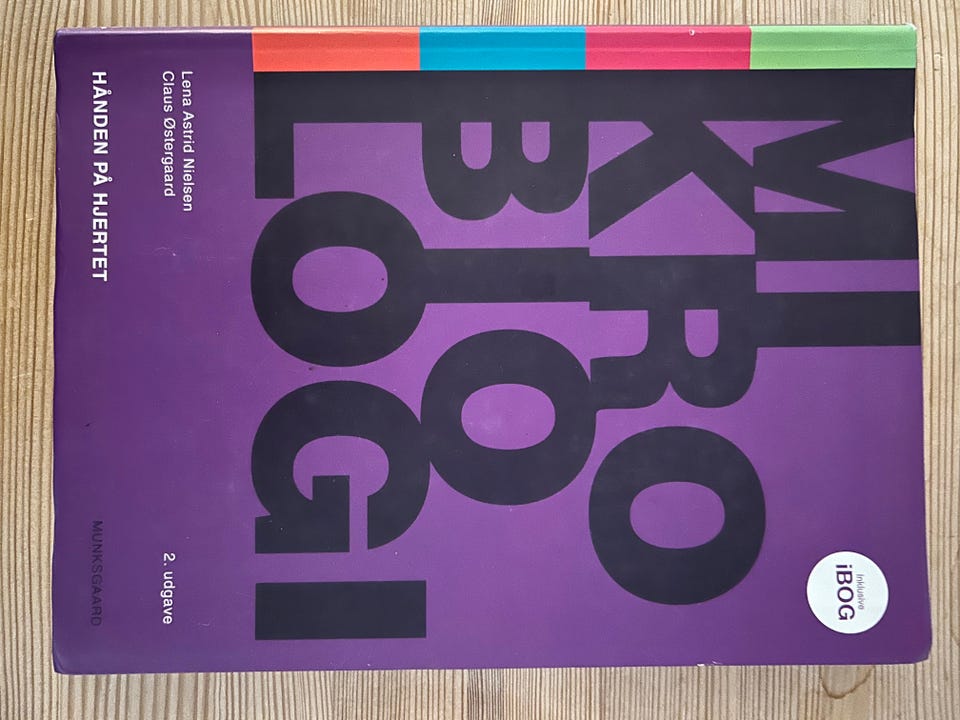 MI
KRO
BIO
LOGI
Inklusive
iBOG
Lena Astrid Nielsen
Claus Østergaard
2. udgave
HÅNDEN PÅ HJERTET
MUNKSGAARD